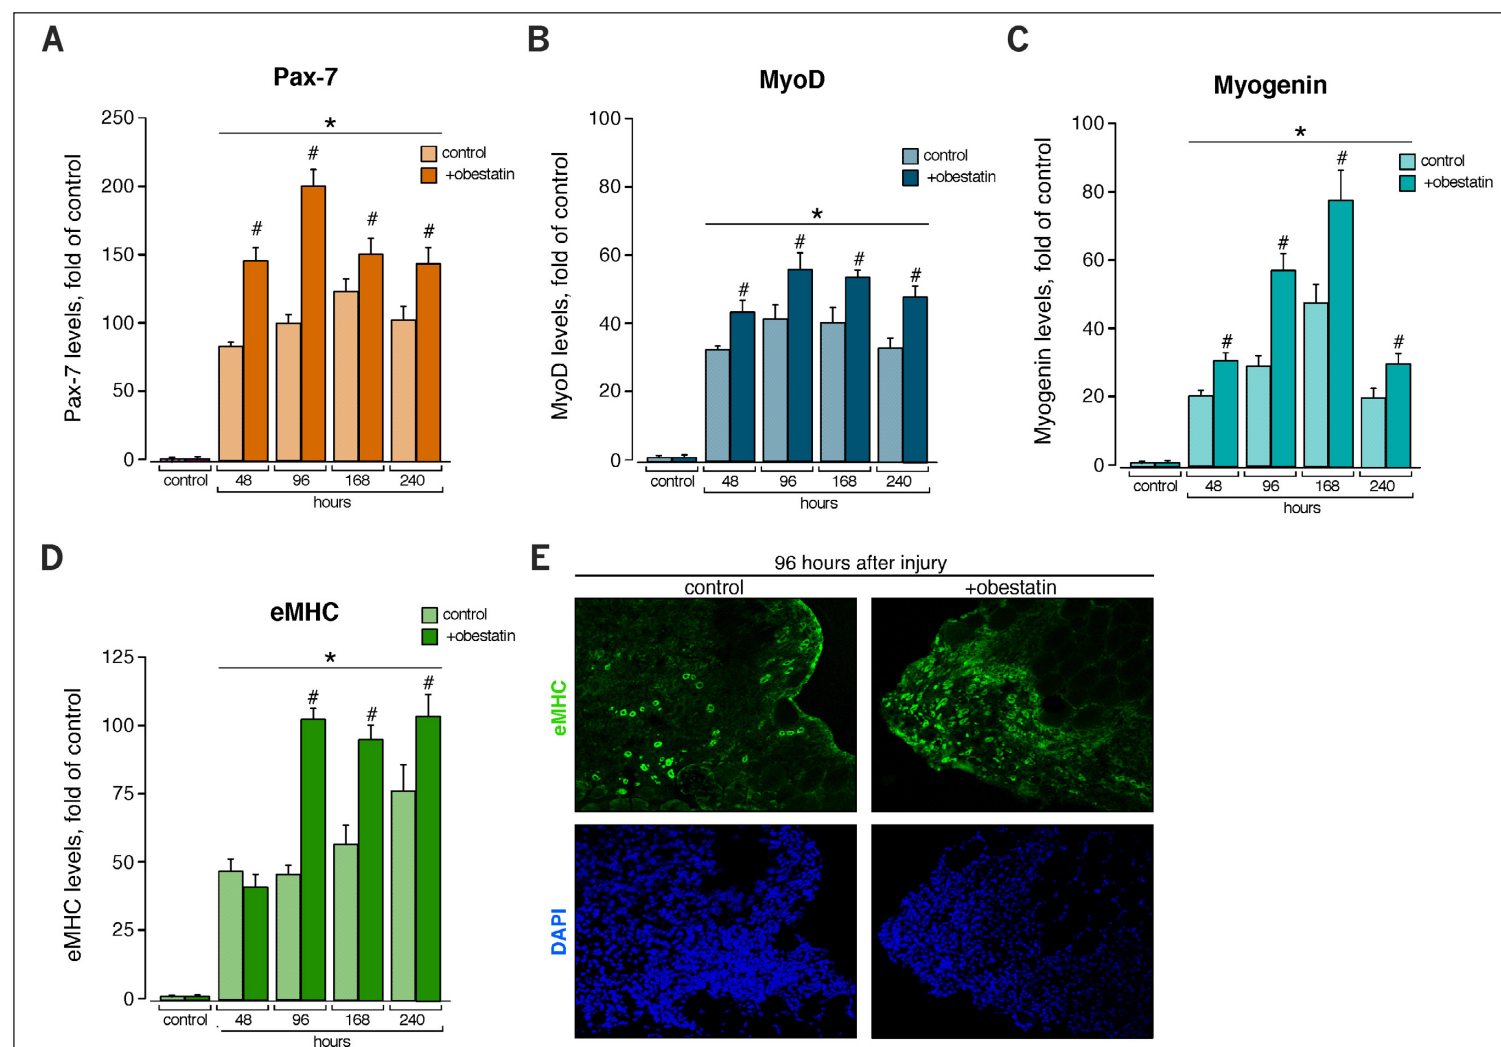 A
Pax-7
Pax-7 levels, fold of control
250
200
150
100
50
0
*
#
#
#
#
control
+obestatin
control
48
96
168
240
hours
B
MyoD
MyoD levels, fold of control
100
80
60
40
20
0
*
#
#
#
#
control
+obestatin
control
48
96
168
240
hours
C
Myogenin
Myogenin levels, fold of control
100
80
60
40
20
0
*
#
#
#
#
control
+obestatin
control
48
96
168
240
hours
D
eMHC
eMHC levels, fold of control
125
100
75
50
25
0
*
#
#
#
control
+obestatin
control
48
96
168
240
hours
E
96 hours after injury
control
+obestatin
eMHC
DAPI